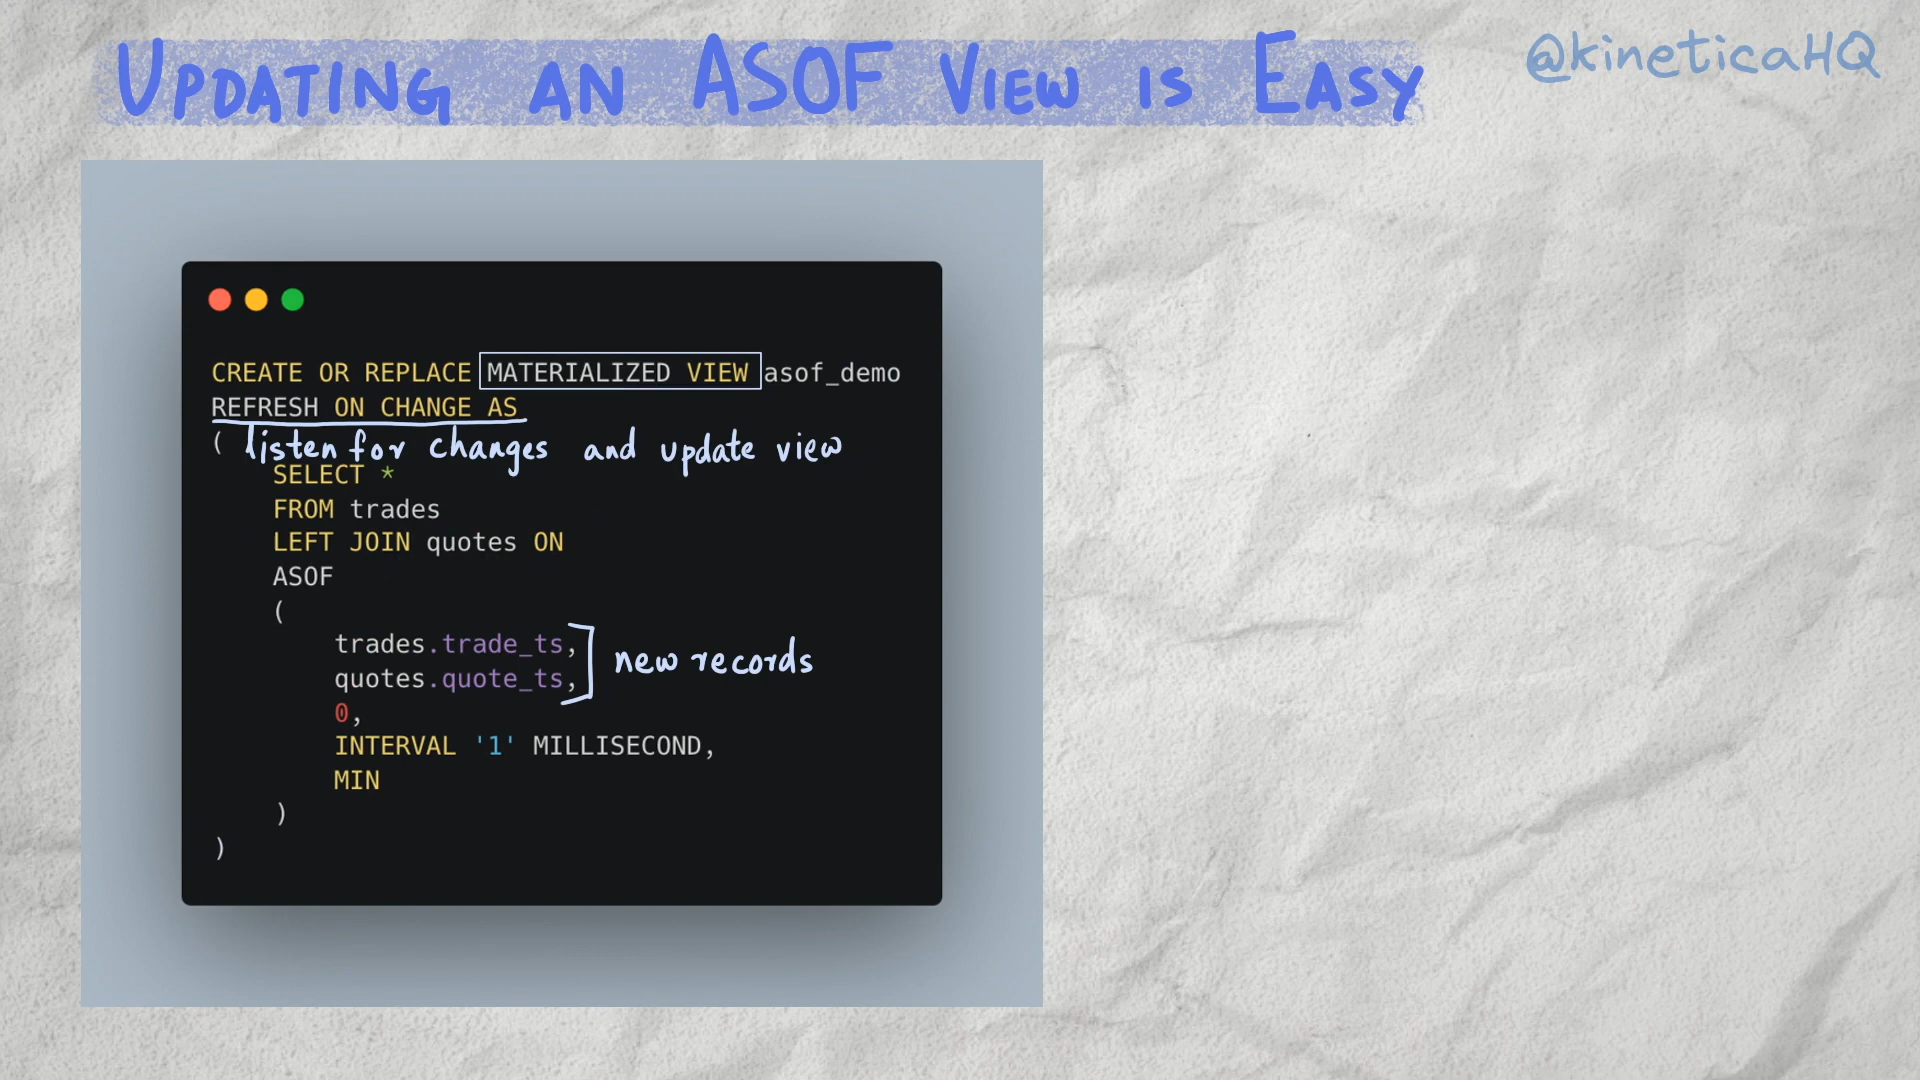 UPDATING AN ASOF VIEW IS EASY
@kineticaHQ
CREATE OR REPLACE MATERIALIZED VIEW asof_demo
REFRESH ON CHANGE AS
( listen for changes and update view
SELECT *
FROM trades
LEFT JOIN quotes ON
ASOF
(
trades.trade_ts,
quotes.quote_ts,
new records
0,
INTERVAL '1' MILLISECOND,
MIN
)
)